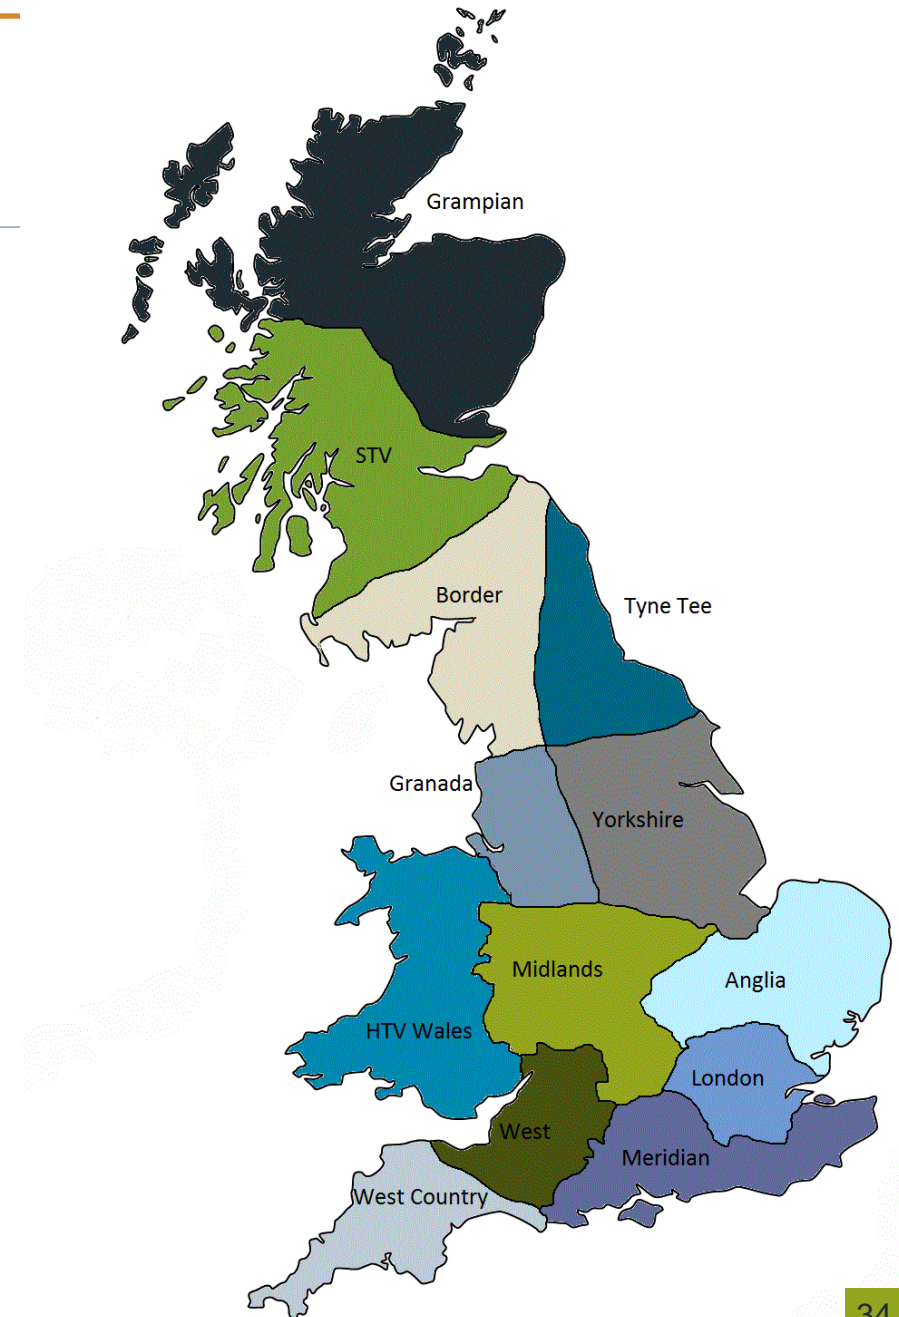 Grampian
STV
Border
Tyne Tee
Granada
Yorkshire
Midlands
Anglia
HTV Wales
London
West
Meridian
West Country
34